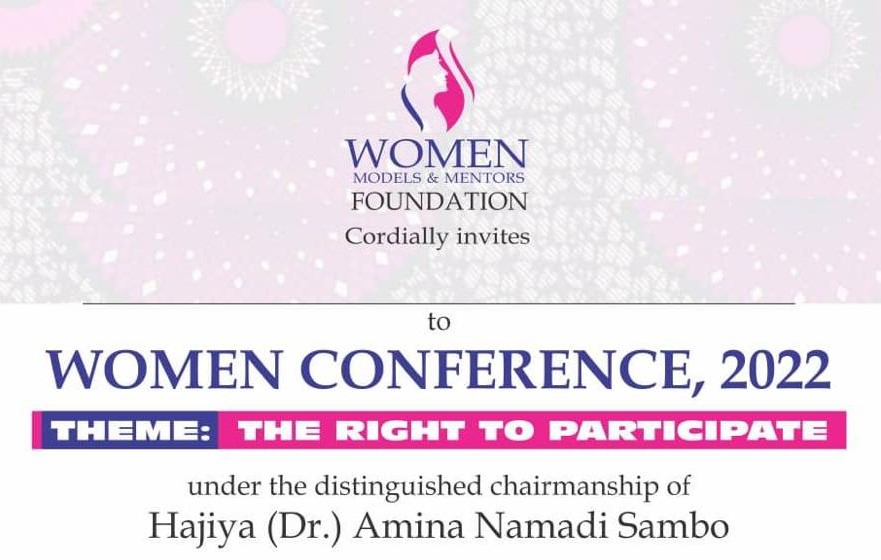 WOMEN
MODELS & MENTORS
FOUNDATION
Cordially invites
to
WOMEN CONFERENCE, 2022
THEME: THE RIGHT TO PARTICIPATE
under the distinguished chairmanship of
Hajiya (Dr.) Amina Namadi Sambo